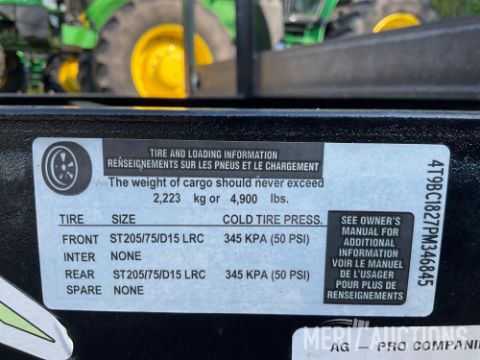 TIRE AND LOADING INFORMATION
RENSEIGNEMENTS SUR LES PNEUS ET LE CHARGEMENT
The weight of cargo should never exceed
2,223 kg or 4,900 lbs.
TIRE SIZE COLD TIRE PRESS.
FRONT ST205/75/D15 LRC 345 KPA (50 PSI)
INTER NONE
REAR ST205/75/D15 LRC 345 KPA (50 PSI)
SPARE NONE
SEE OWNER'S
MANUAL FOR
ADDITIONAL
INFORMATION
VOIR LE MANUEL
DE L'USAGER
POUR PLUS DE
RENSEIGNEMENTS
4T9BC1827PM346845
AG – PRO COMPANIE